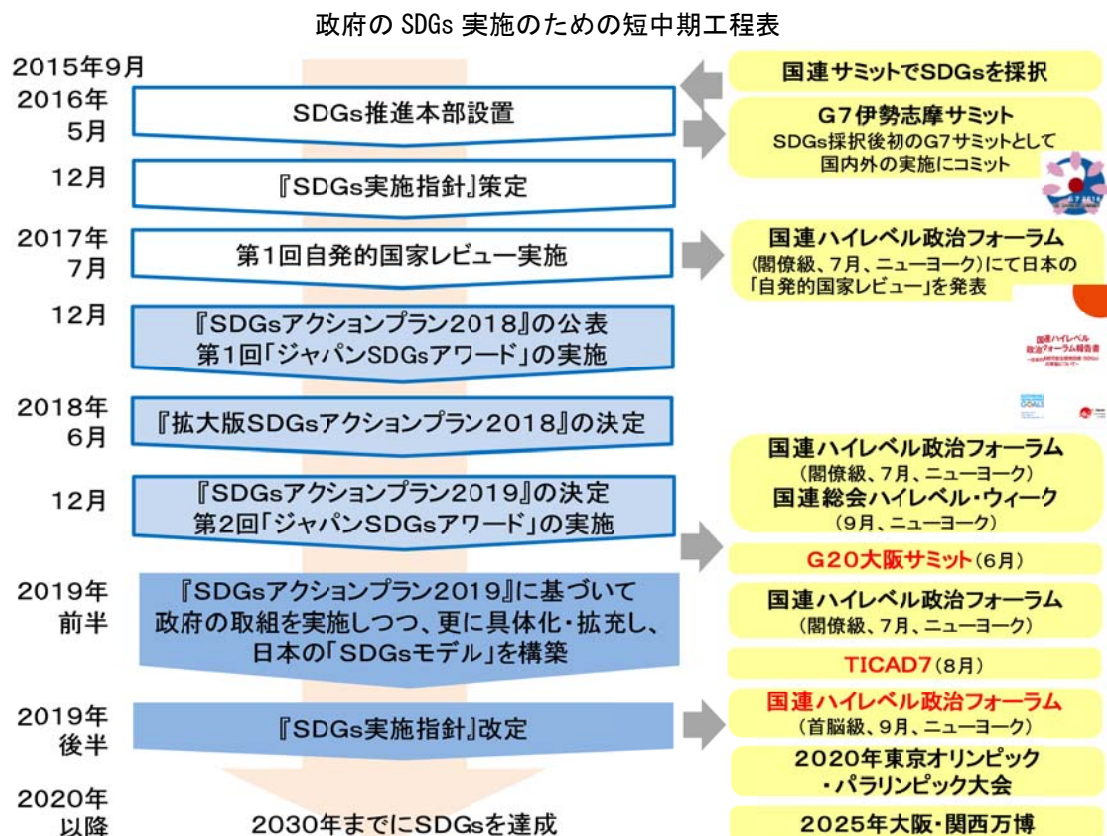 政府の SDGs 実施のための短中期工程表
2015年9月
国連サミットでSDGsを採択
2016年
5月
SDGs推進本部設置
G7伊勢志摩サミット
SDGs採択後初のG7サミットとして
国内外の実施にコミット
12月
『SDGs実施指針』策定
2017年
7月
第1回自発的国家レビュー実施
国連ハイレベル政治フォーラム
(閣僚級、7月、ニューヨーク)にて日本の
「自発的国家レビュー」を発表
12月
『SDGsアクションプラン2018』の公表
第1回「ジャパンSDGsアワード」の実施
国連ハイレベル
政治フォーラム報告書
2018年
6月
『拡大版SDGsアクションプラン2018』の決定
12月
『SDGsアクションプラン2019』の決定
第2回「ジャパンSDGsアワード」の実施
国連ハイレベル政治フォーラム
(閣僚級、7月、ニューヨーク)
国連総会ハイレベル・ウィーク
(9月、ニューヨーク)
G20大阪サミット(6月)
2019年
前半
『SDGsアクションプラン2019』に基づいて
政府の取組を実施しつつ、更に具体化・拡充し、
日本の「SDGsモデル」を構築
国連ハイレベル政治フォーラム
(閣僚級、7月、ニューヨーク)
TICAD7(8月)
2019年
後半
『SDGs実施指針』改定
国連ハイレベル政治フォーラム
(首脳級、9月、ニューヨーク)
2020年東京オリンピック
・パラリンピック大会
2020年
以降
2030年までにSDGsを達成
2025年大阪・関西万博